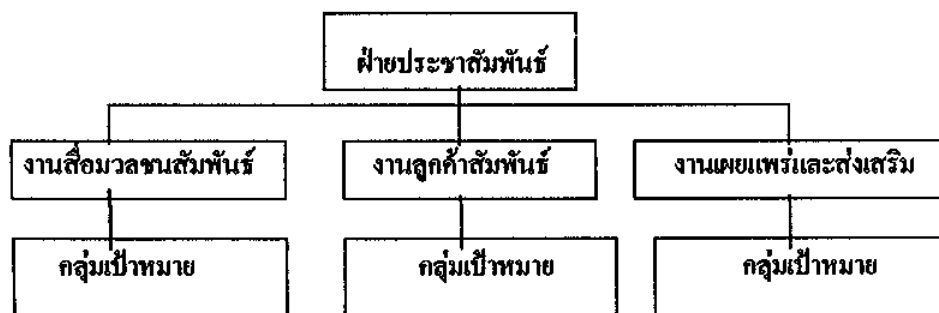 ฝ่ายประชาสัมพันธ์
งานสื่อมวลชนสัมพันธ์ งานลูกค้าสัมพันธ์ งานเผยแพร่และส่งเสริม
กลุ่มเป้าหมาย กลุ่มเป้าหมาย กลุ่มเป้าหมาย